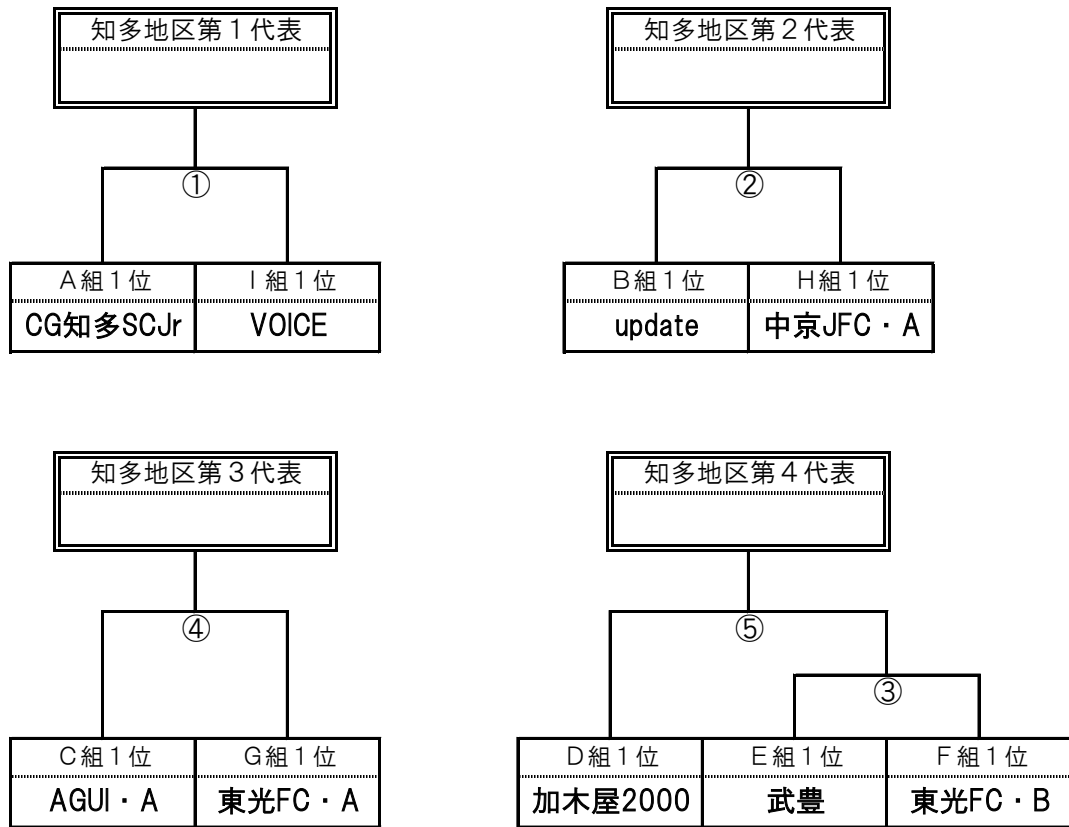 知多地区第１代表
①
A組１位
I組１位
CG知多SCJr
VOICE
知多地区第２代表
②
B組１位
H組１位
update
中京JFC・A
知多地区第３代表
④
C組１位
G組１位
AGUI・A
東光FC・A
知多地区第４代表
⑤
③
D組１位
E組１位
F組１位
加木屋2000
武豊
東光FC・B